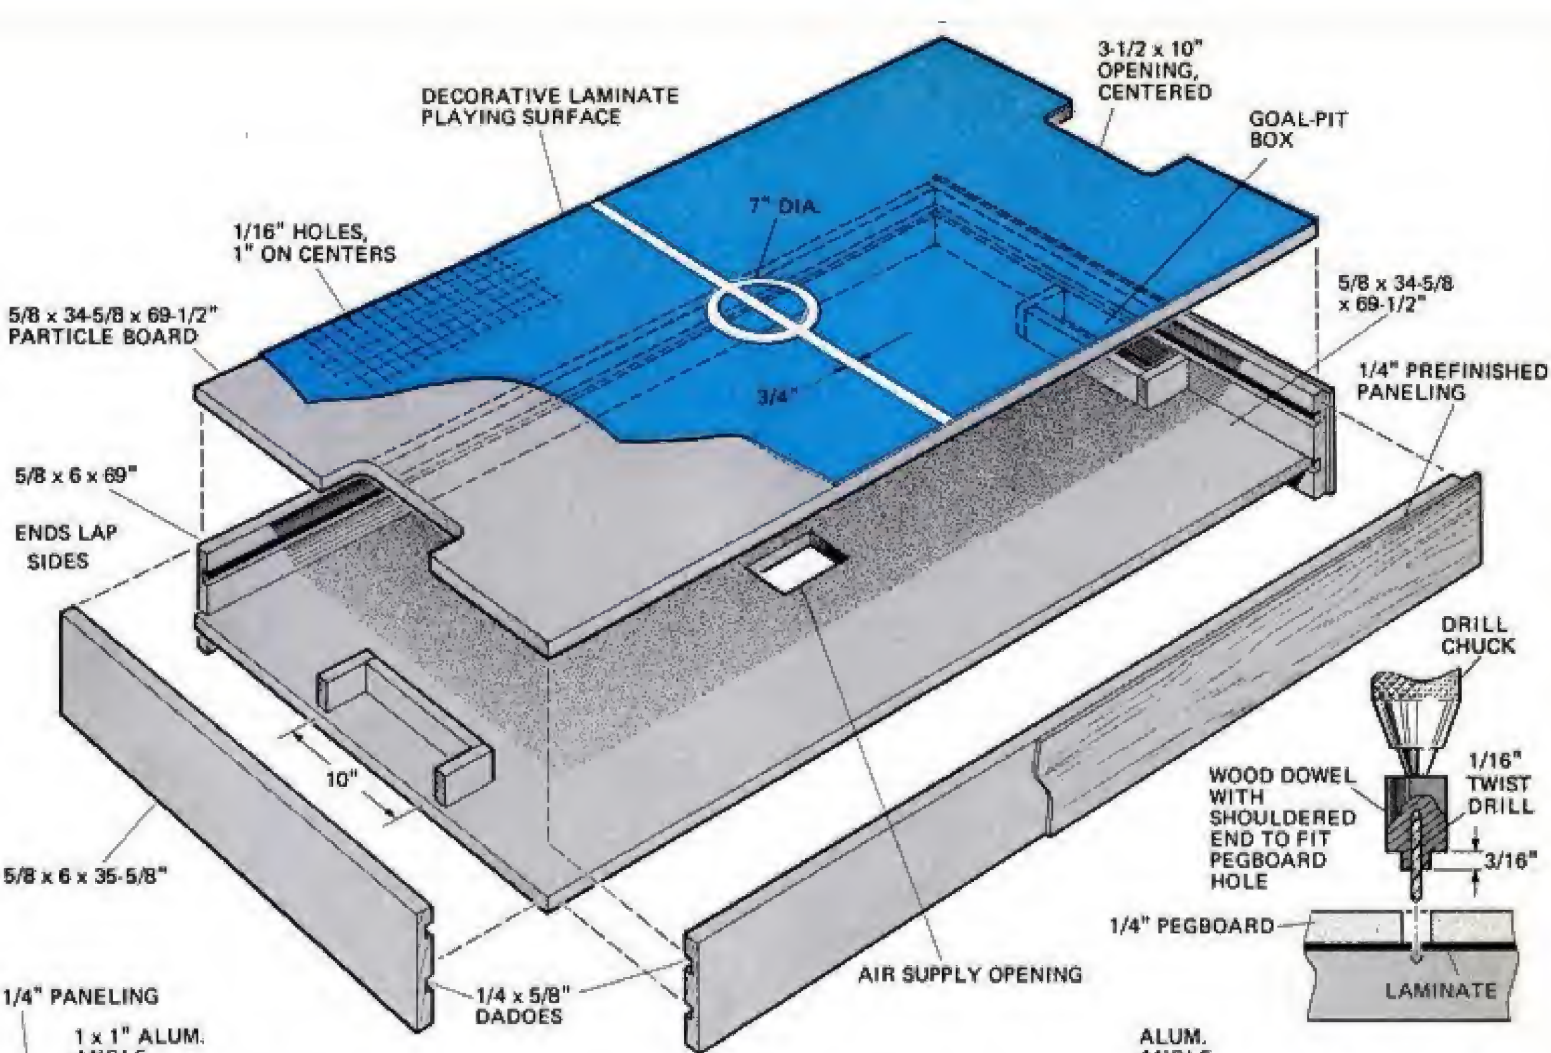 3-1/2 x 10"
OPENING,
CENTERED
DECORATIVE LAMINATE
PLAYING SURFACE
GOAL-PIT
BOX
7" DIA.
1/16" HOLES,
1" ON CENTERS
5/8 x 34-5/8 x 69-1/2"
PARTICLE BOARD
5/8 x 34-5/8
x 69-1/2"
1/4" PREFINISHED
PANELING
3/4"
5/8 x 6 x 69"
ENDS LAP
SIDES
DRILL
CHUCK
10"
1/16"
TWIST
DRILL
WOOD DOWEL
WITH
SHOULDERED
END TO FIT
PEGBOARD
HOLE
3/16"
5/8 x 6 x 35-5/8"
1/4" PEGBOARD
AIR SUPPLY OPENING
1/4 x 5/8"
DADOES
LAMINATE
1/4" PANELING
1 x 1" ALUM.
ALUM.